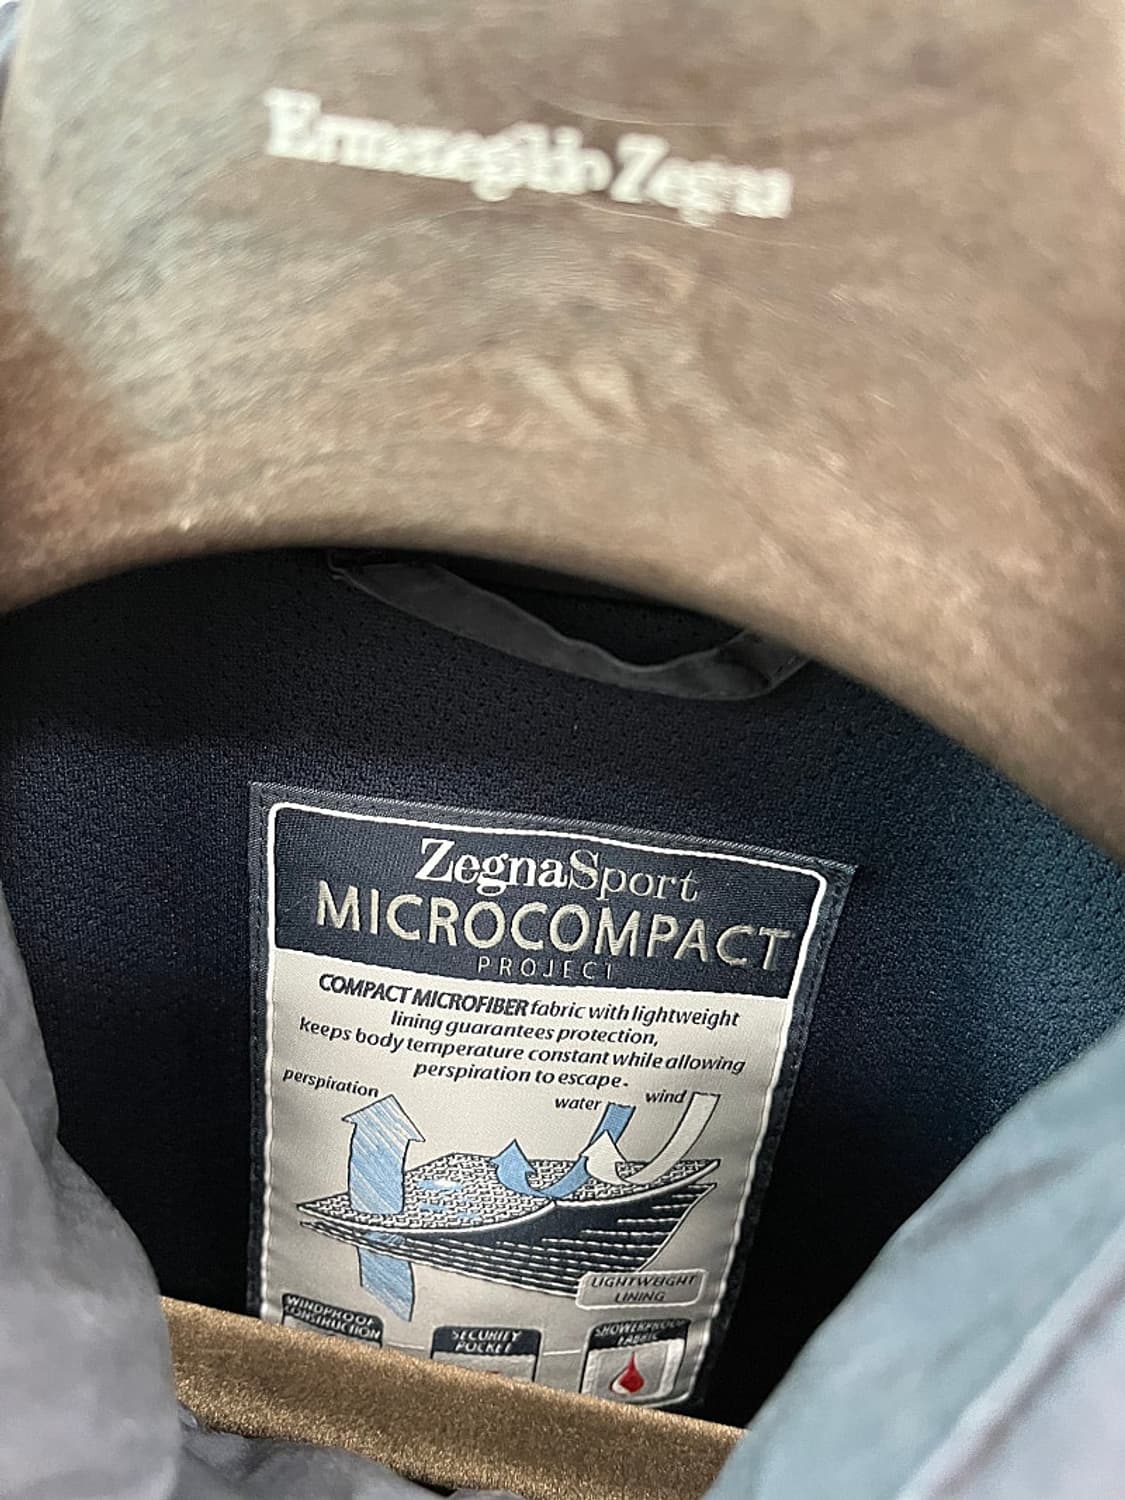 Ermenegildo Zegna
ZegnaSport
MICROCOMPACT
PROJECT
COMPACT MICROFIBER fabric with lightweight
lining guarantees protection,
keeps body temperature constant while allowing
perspiration to escape.
perspiration
water
wind
LIGHTWEIGHT
LINING
WINDPROOF
CONSTRUCTION
SECURITY
POCKET
SHOWERPROOF
FABRIC